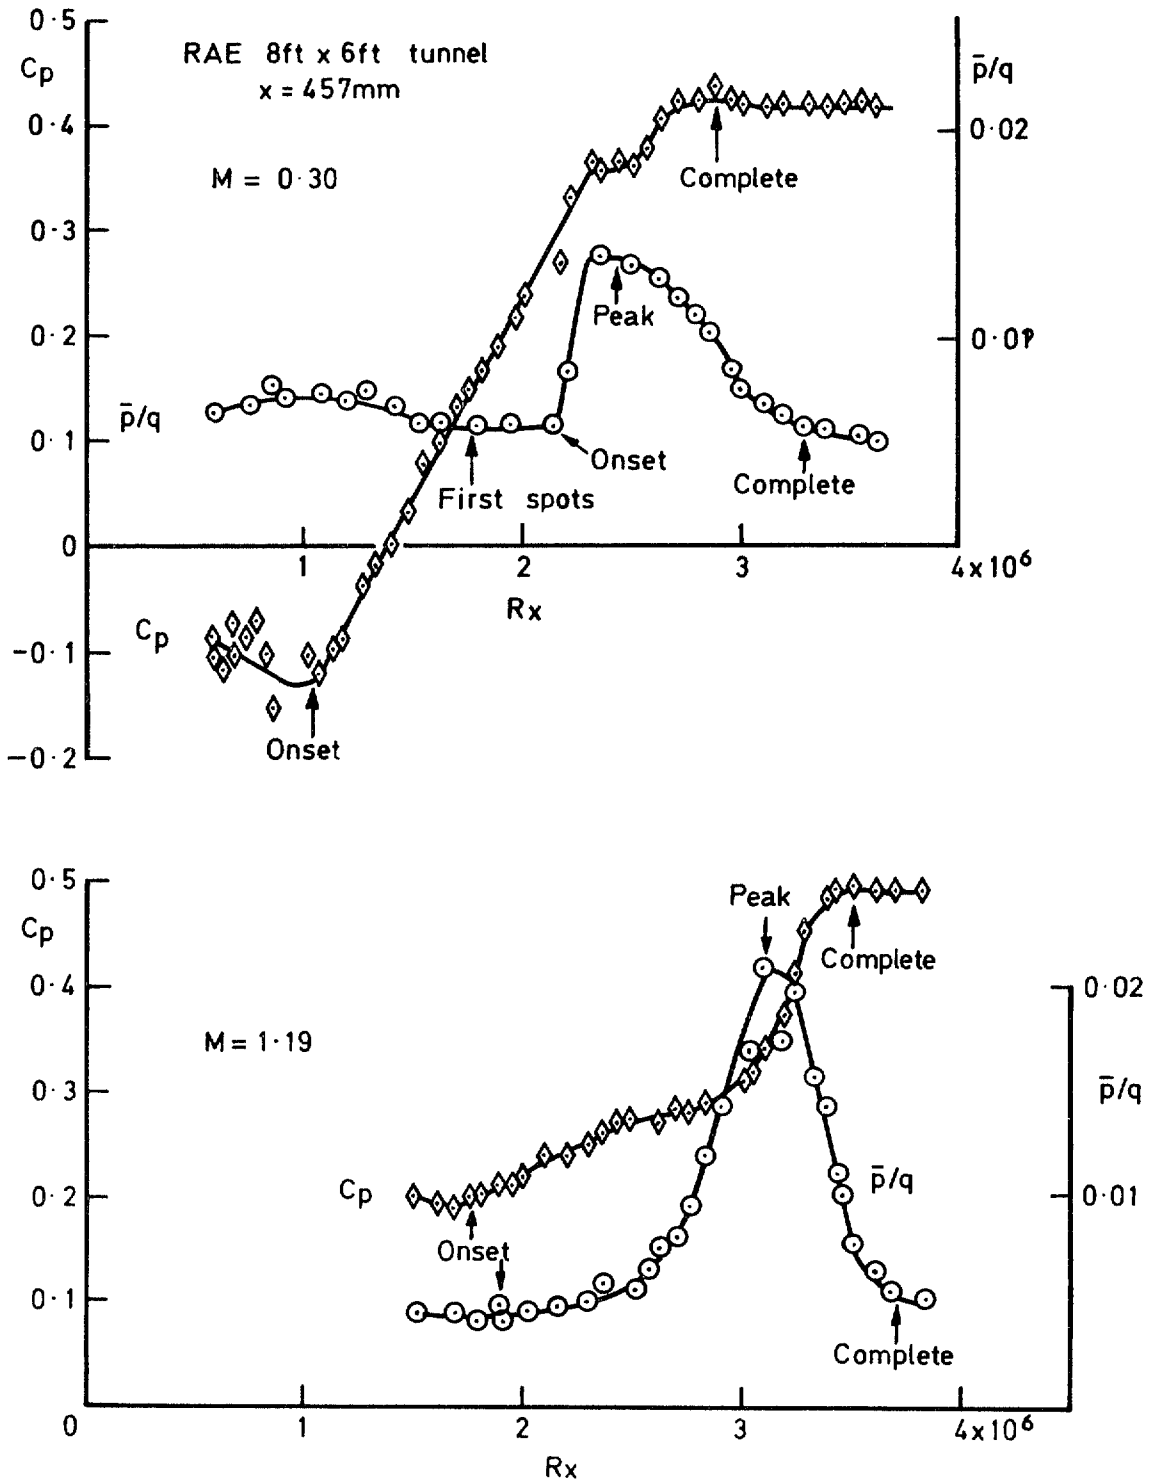 0·5
Cp
RAE 8ft x 6ft tunnel
x = 457mm
p̄/q
0·4
0·02
M = 0·30
Complete
0·3
Peak
0·2
0·01
p̄/q
0·1
Onset
First spots
Complete
0
1
2
3
4x10⁶
Rx
Cp
-0·1
Onset
-0·2
0·5
Cp
Peak
Complete
0·4
0·02
M = 1·19
0·3
p̄/q
Cp
p̄/q
0·2
0·01
Onset
0·1
Complete
0
1
2
3
4x10⁶
Rx